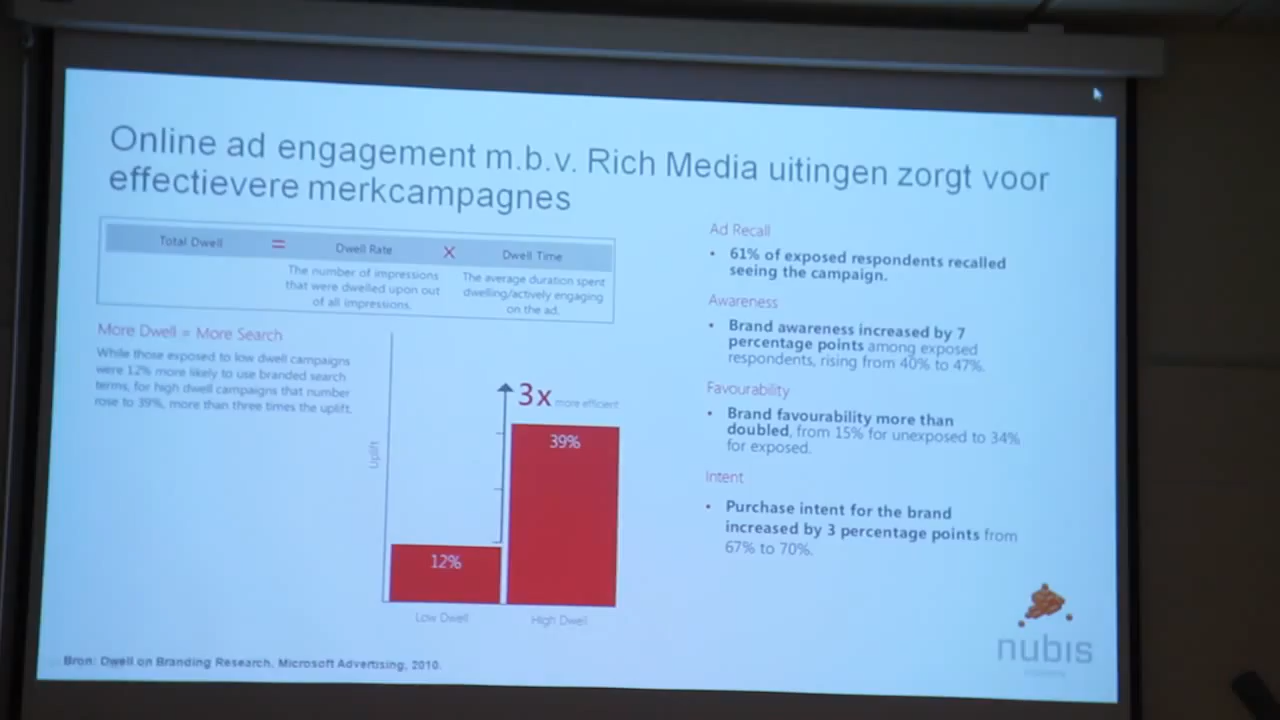 Online ad engagement m.b.v. Rich Media uitingen zorgt voor
effectievere merkcampagnes
Total Dwell = Dwell Rate X Dwell Time
The number of impressions
that were dwelled upon out
of all impressions.
The average duration spent
dwelling/actively engaging
on the ad.
More Dwell = More Search
While those exposed to low dwell campaigns
were 12% more likely to use branded search
terms, for high dwell campaigns that number
rose to 39%, more than three times the uplift.
Uplift
3x more efficient
39%
12%
Low Dwell
High Dwell
Ad Recall
• 61% of exposed respondents recalled
seeing the campaign.
Awareness
• Brand awareness increased by 7
percentage points among exposed
respondents, rising from 40% to 47%.
Favourability
• Brand favourability more than
doubled, from 15% for unexposed to 34%
for exposed.
Intent
• Purchase intent for the brand
increased by 3 percentage points from
67% to 70%.
nubis
Bron: Dwell on Branding Research, Microsoft Advertising, 2010.